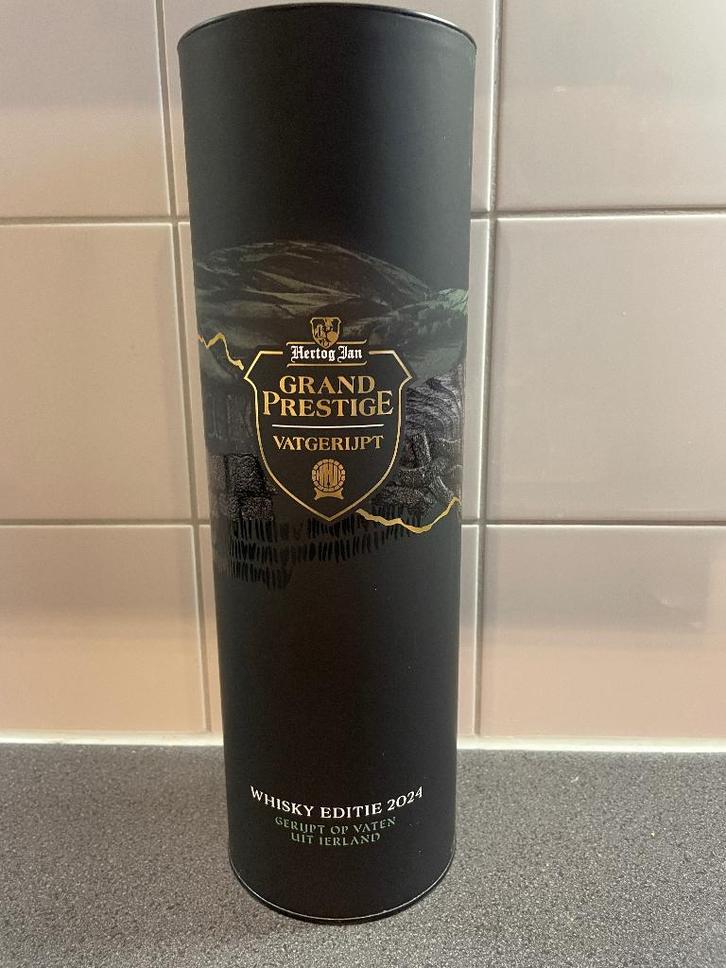 Hertog Jan
GRAND
PRESTIGE
VATGERIJPT
WHISKY EDITIE 2024
GERIJPT OP VATEN
UIT IERLAND